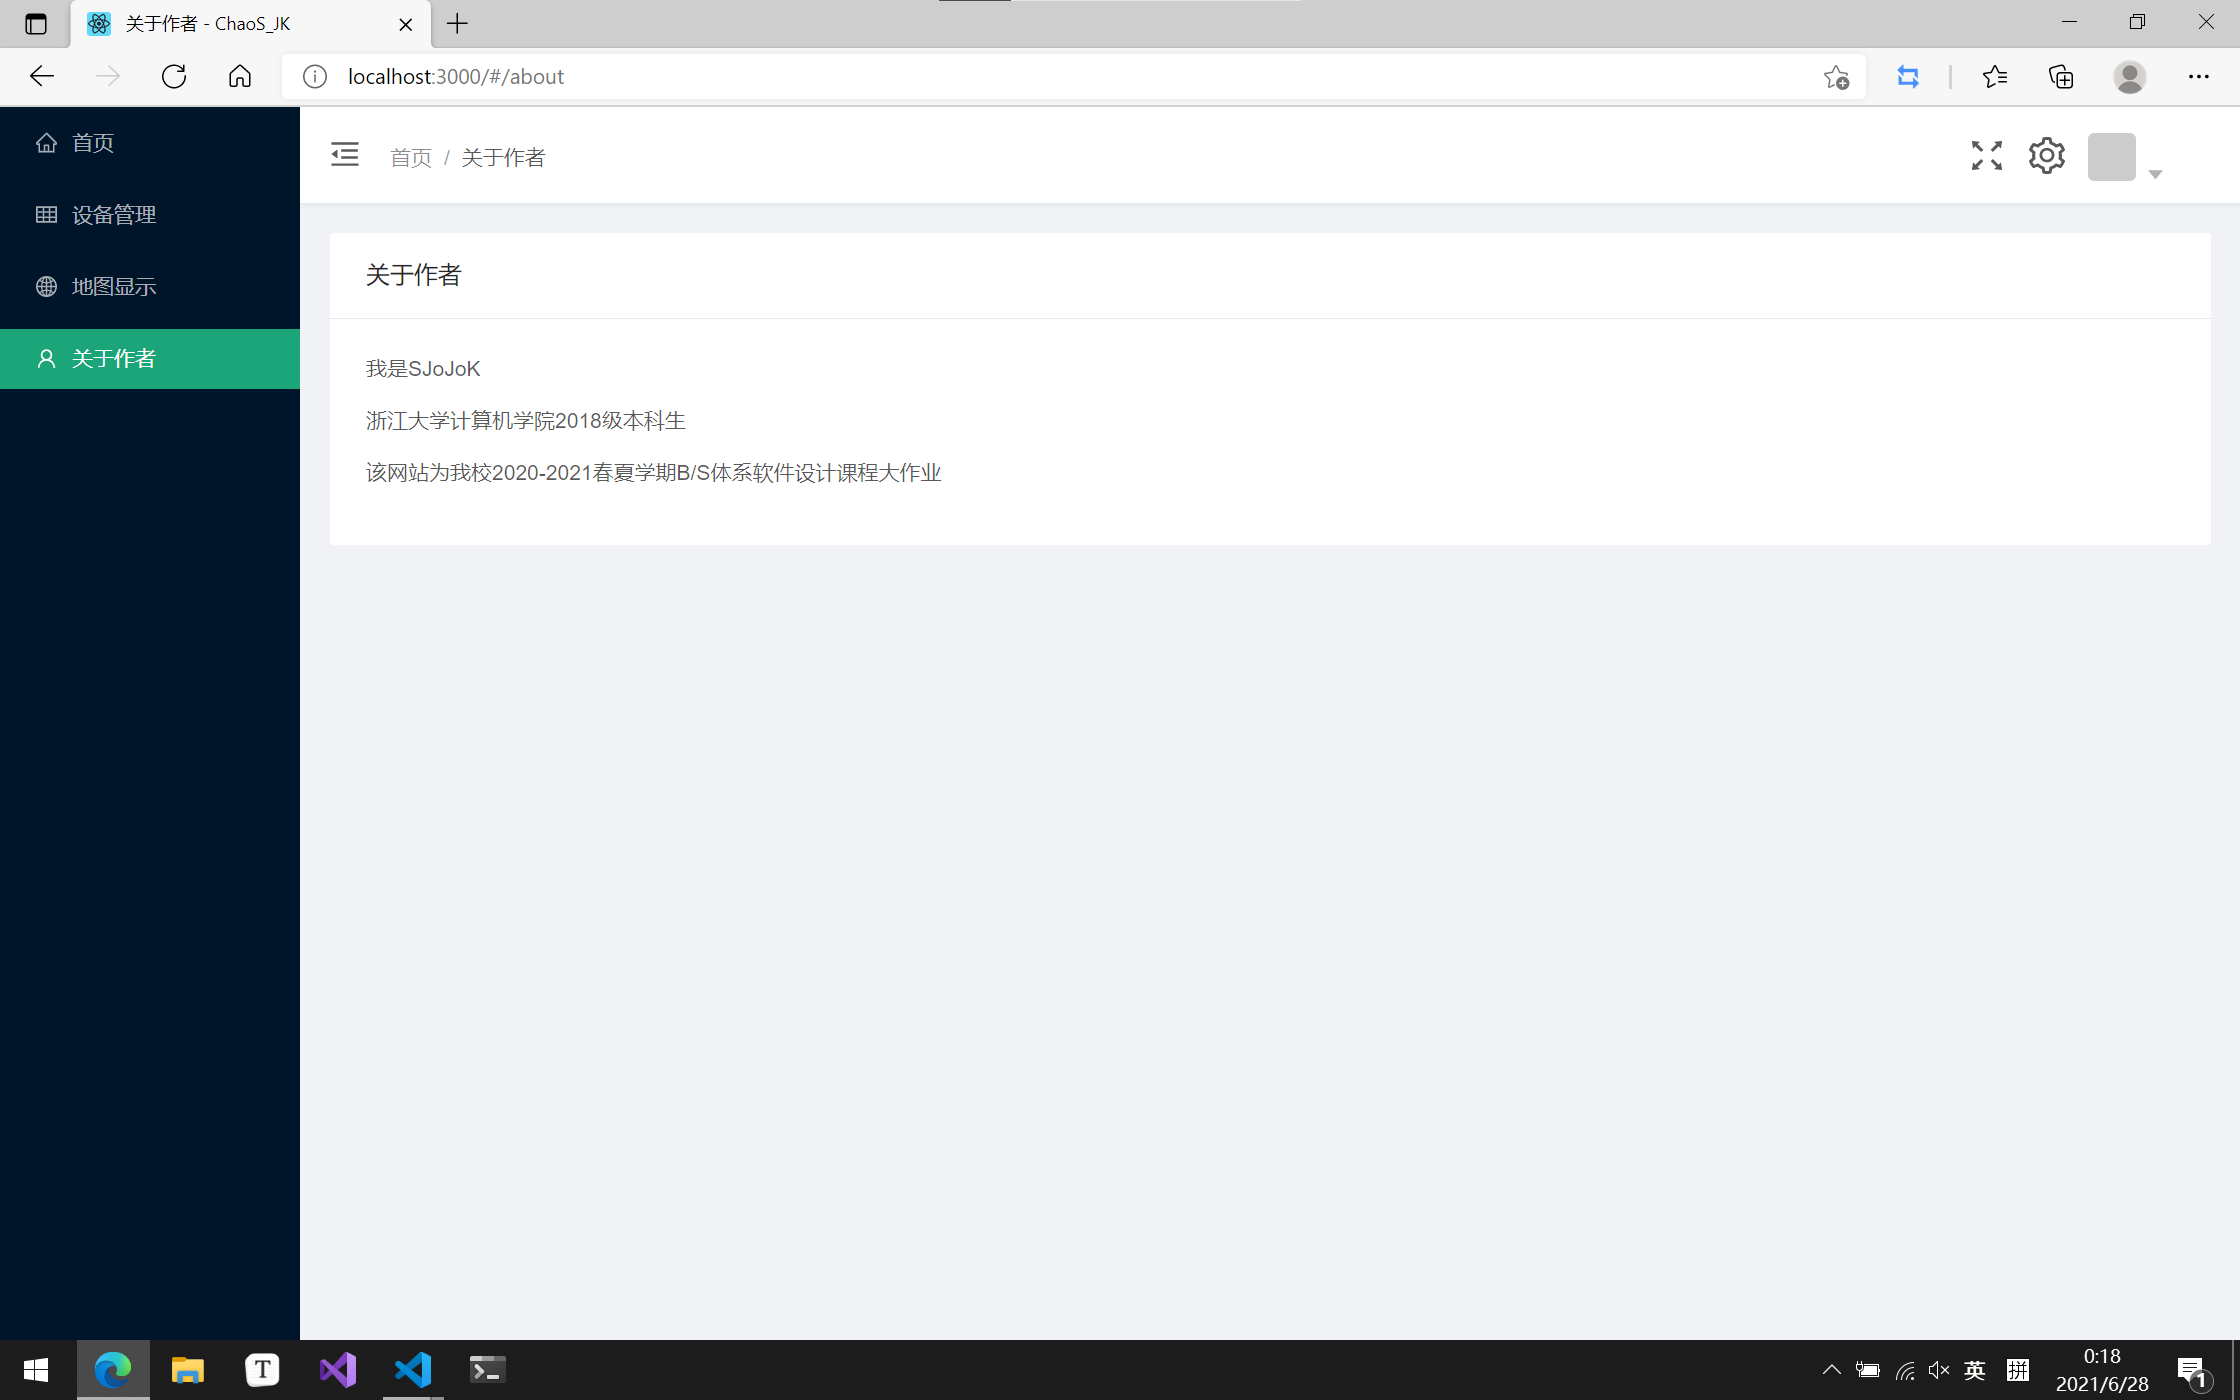 关于作者 - ChaoS_JK
localhost:3000/#/about
首页
设备管理
地图显示
关于作者
首页 / 关于作者
关于作者
我是SJoJoK
浙江大学计算机学院2018级本科生
该网站为我校2020-2021春夏学期B/S体系软件设计课程大作业
T
英
拼
0:18
2021/6/28
1